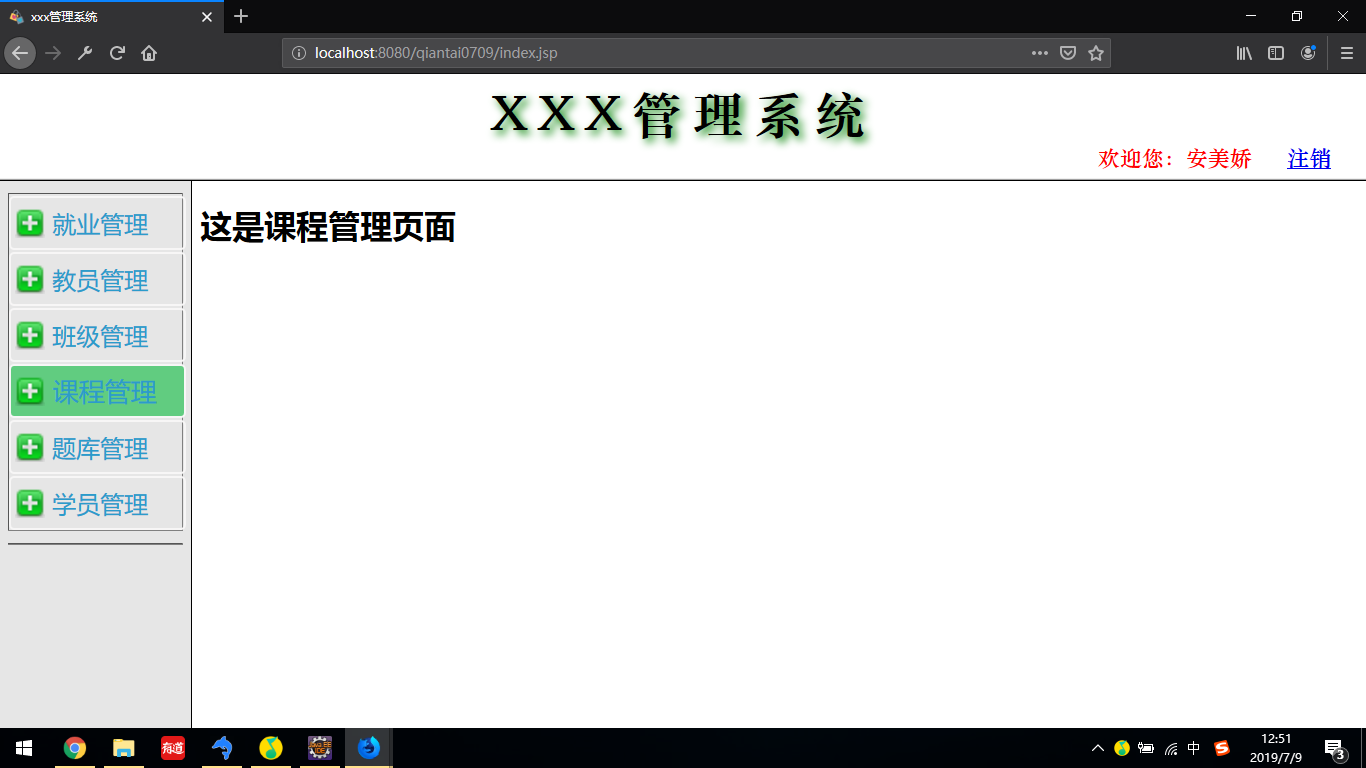 xxx管理系统
localhost:8080/qiantai0709/index.jsp
XXX管理系统
欢迎您：安美娇 注销
就业管理
教员管理
班级管理
课程管理
题库管理
学员管理
这是课程管理页面
有道
Java EE
IDE
中
S
12:51
2019/7/9
3